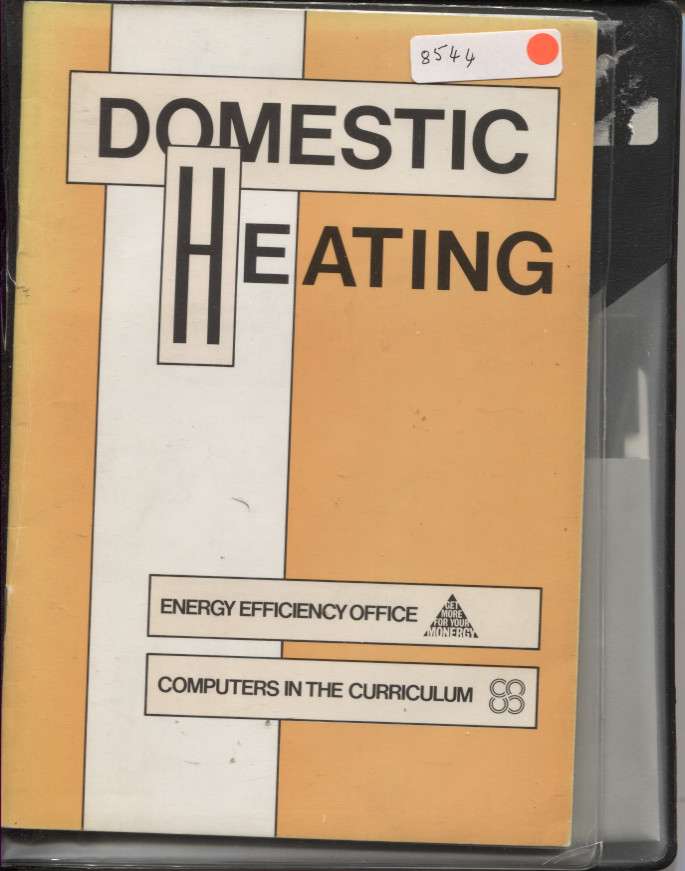 8544
DOMESTIC
HEATING
ENERGY EFFICIENCY OFFICE
GET
MORE
FOR YOUR
MONERGY
COMPUTERS IN THE CURRICULUM